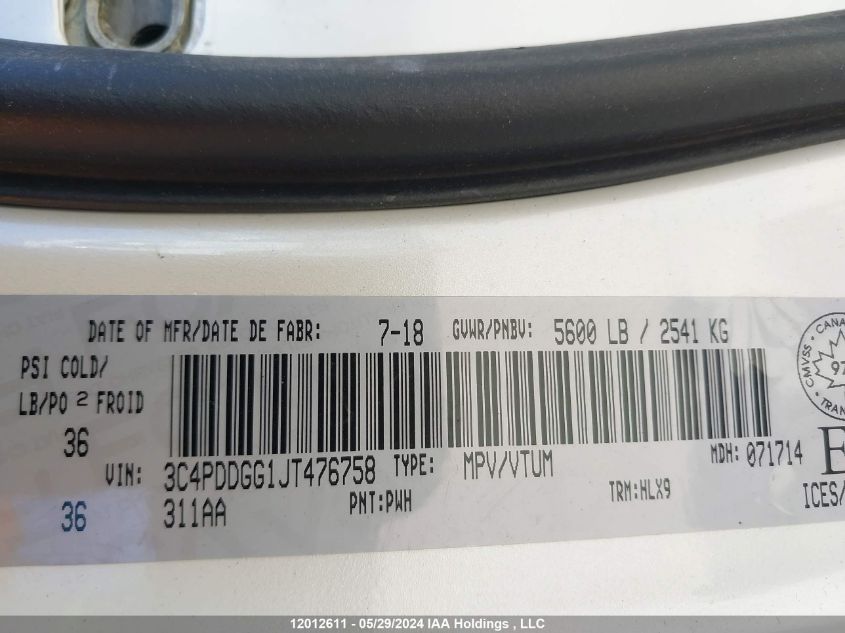 DATE OF MFR/DATE DE FABR: 7-18 GVWR/PNBV: 5600 LB / 2541 KG
PSI COLD/
LB/PO 2 FROID
36
VIN: 3C4PDDGG1JT476758 TYPE: MPV/VTUM MDH: 071714
36 311AA PNT:PWH TRM:HLX9 ICES/
CMVSS
97
12012611 - 05/29/2024 IAA Holdings , LLC